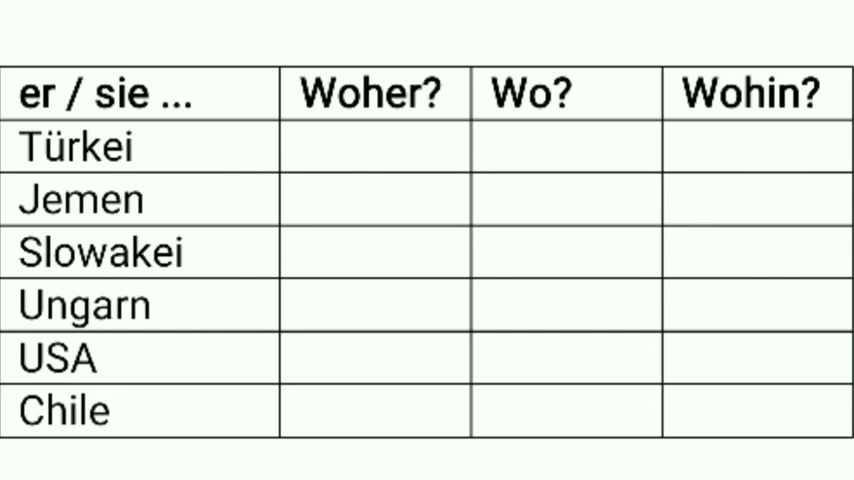 er / sie ... Woher? Wo? Wohin?
Türkei
Jemen
Slowakei
Ungarn
USA
Chile